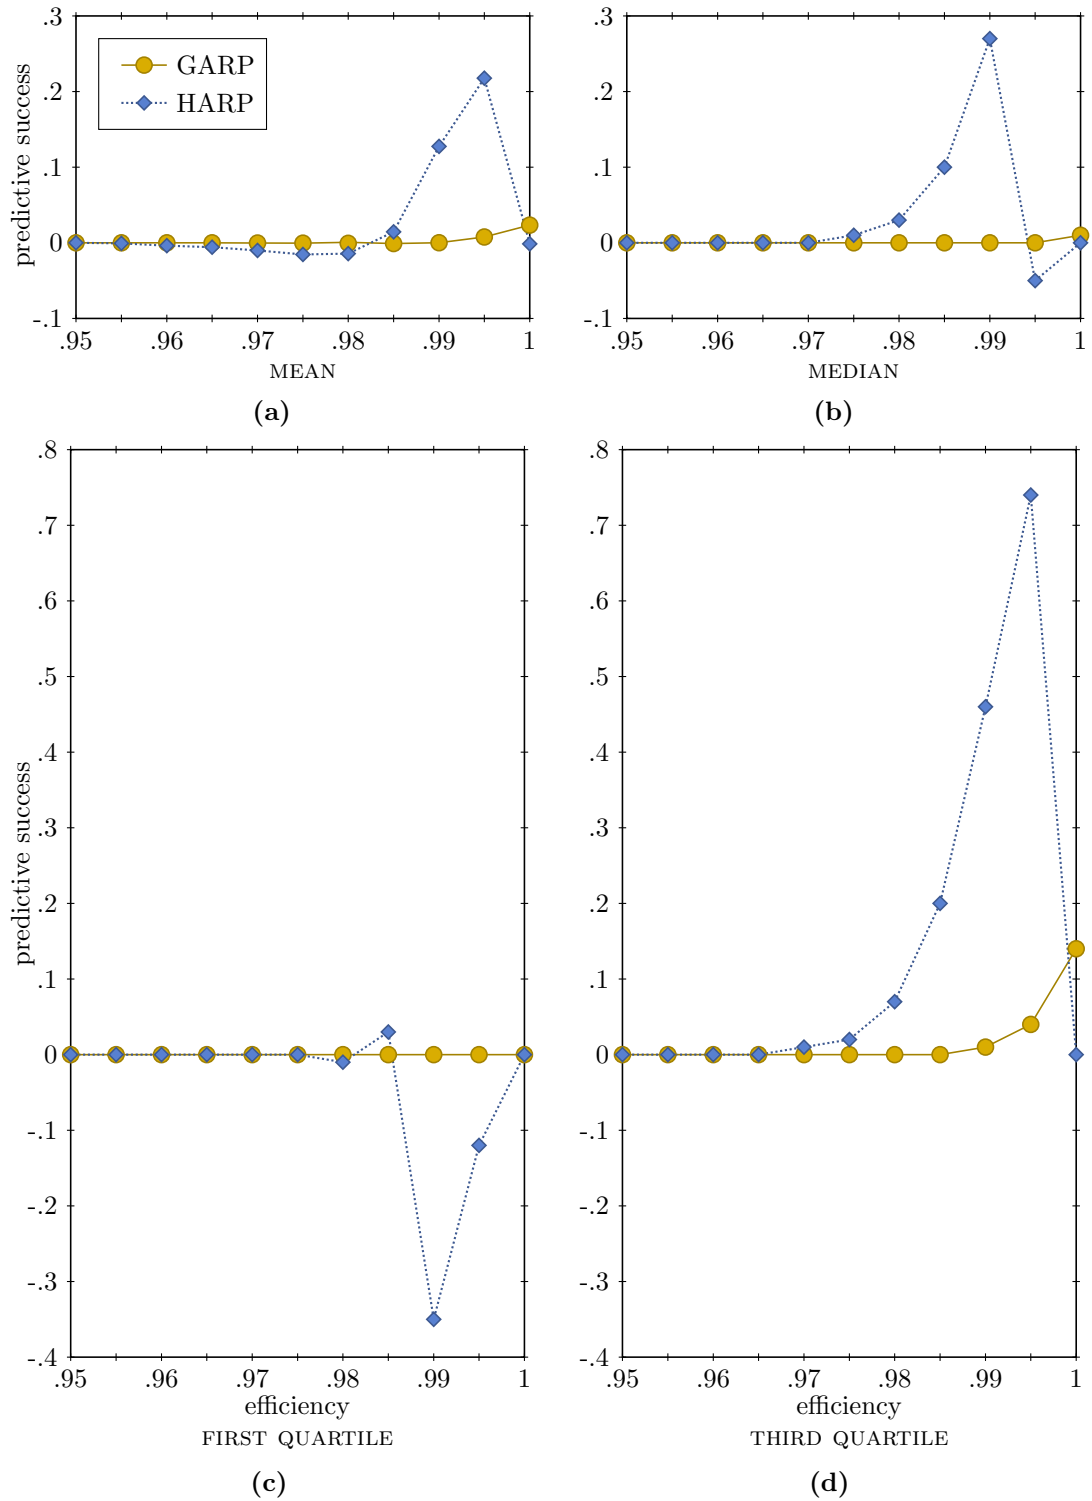 .3
.2
.1
0
-.1
predictive success
GARP
HARP
.95 .96 .97 .98 .99 1
MEAN
(a)
.3
.2
.1
0
-.1
.95 .96 .97 .98 .99 1
MEDIAN
(b)
.8
.7
.6
.5
.4
.3
.2
.1
0
-.1
-.2
-.3
-.4
predictive success
.95 .96 .97 .98 .99 1
efficiency
FIRST QUARTILE
(c)
.8
.7
.6
.5
.4
.3
.2
.1
0
-.1
-.2
-.3
-.4
.95 .96 .97 .98 .99 1
efficiency
THIRD QUARTILE
(d)